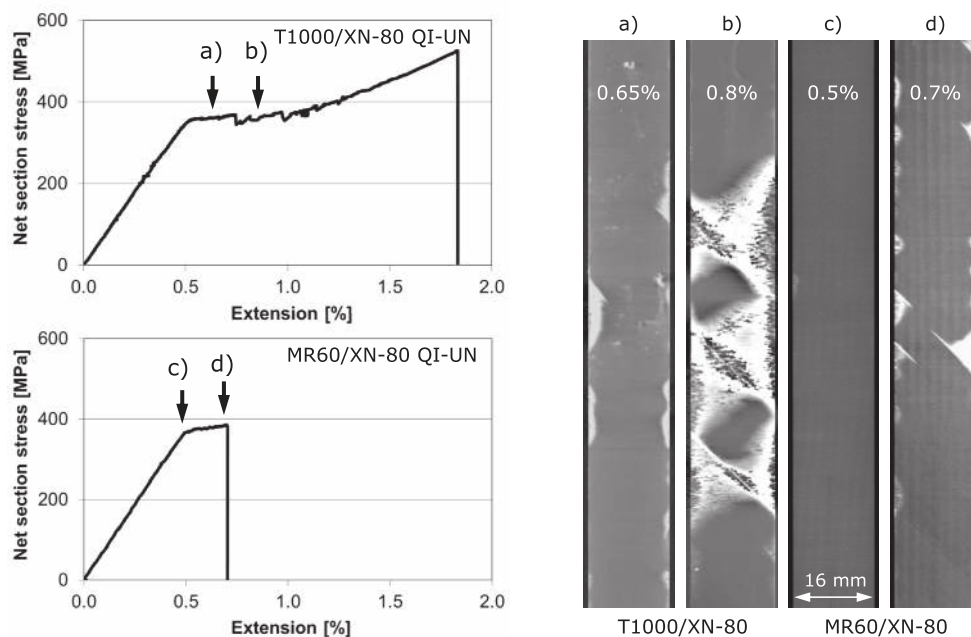 Net section stress [MPa]
600
400
200
0
T1000/XN-80 QI-UN
a)
b)
0.0
0.5
1.0
1.5
2.0
Extension [%]
Net section stress [MPa]
600
400
200
0
MR60/XN-80 QI-UN
c)
d)
0.0
0.5
1.0
1.5
2.0
Extension [%]
a)
b)
c)
d)
0.65%
0.8%
0.5%
0.7%
16 mm
T1000/XN-80
MR60/XN-80